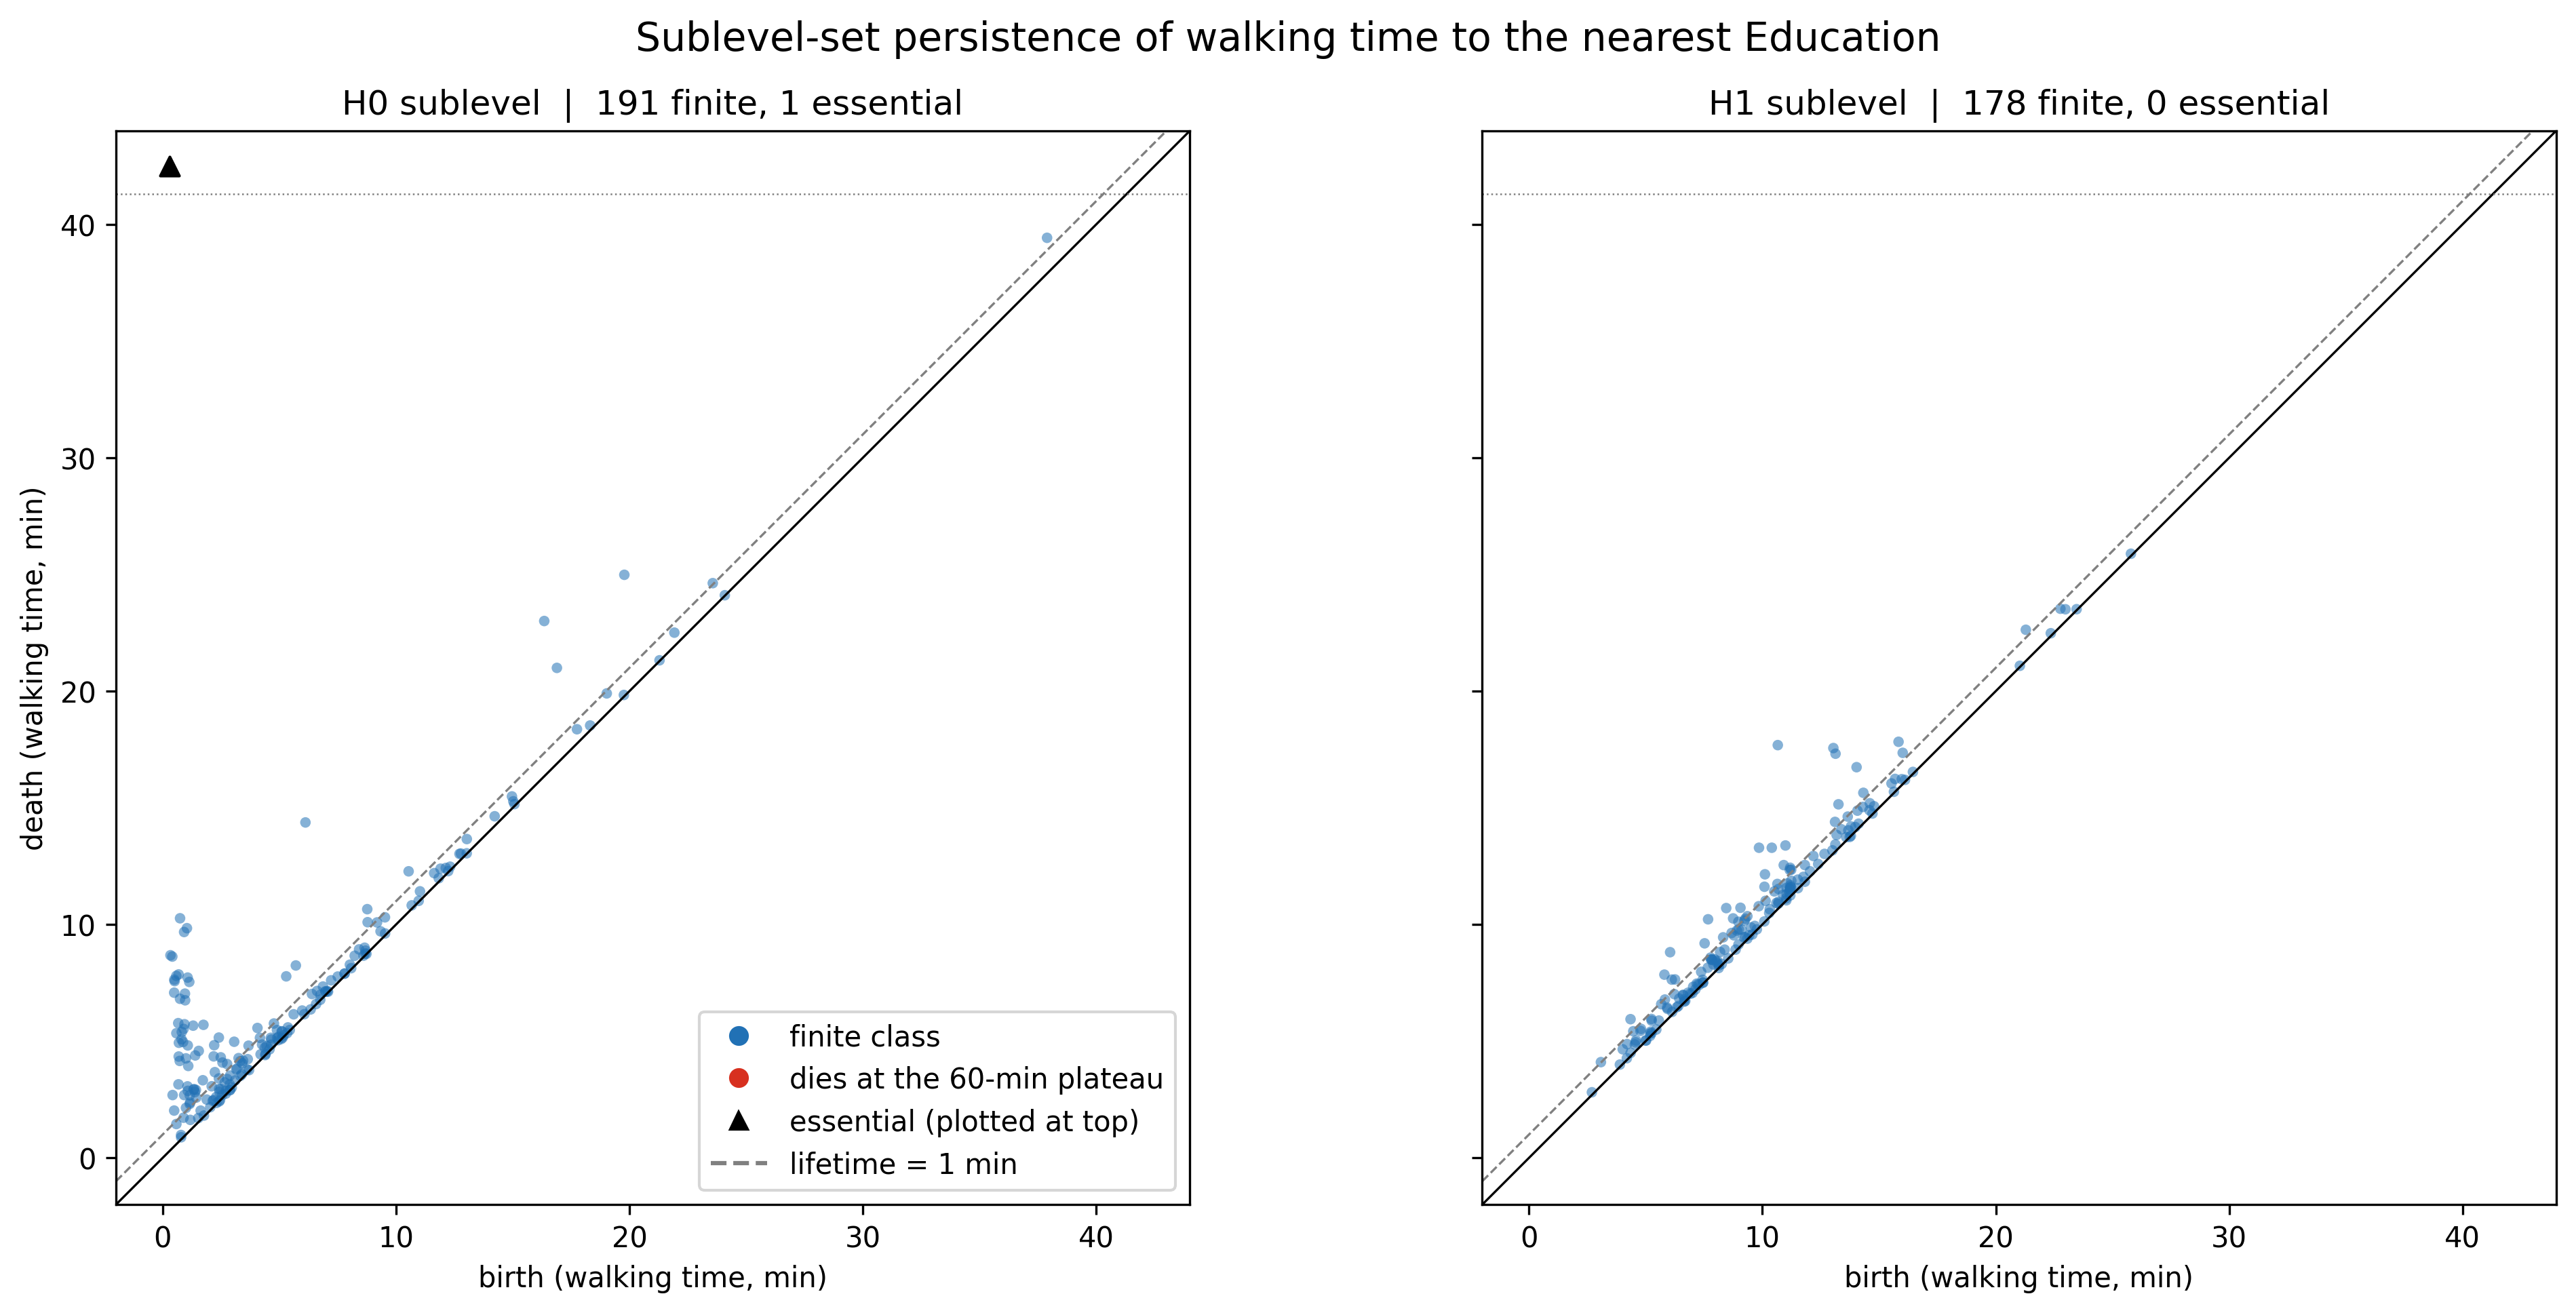 Sublevel-set persistence of walking time to the nearest Education
H0 sublevel | 191 finite, 1 essential
H1 sublevel | 178 finite, 0 essential
death (walking time, min)
40
30
20
10
0
finite class
dies at the 60-min plateau
essential (plotted at top)
lifetime = 1 min
0 10 20 30 40
0 10 20 30 40
birth (walking time, min)
birth (walking time, min)